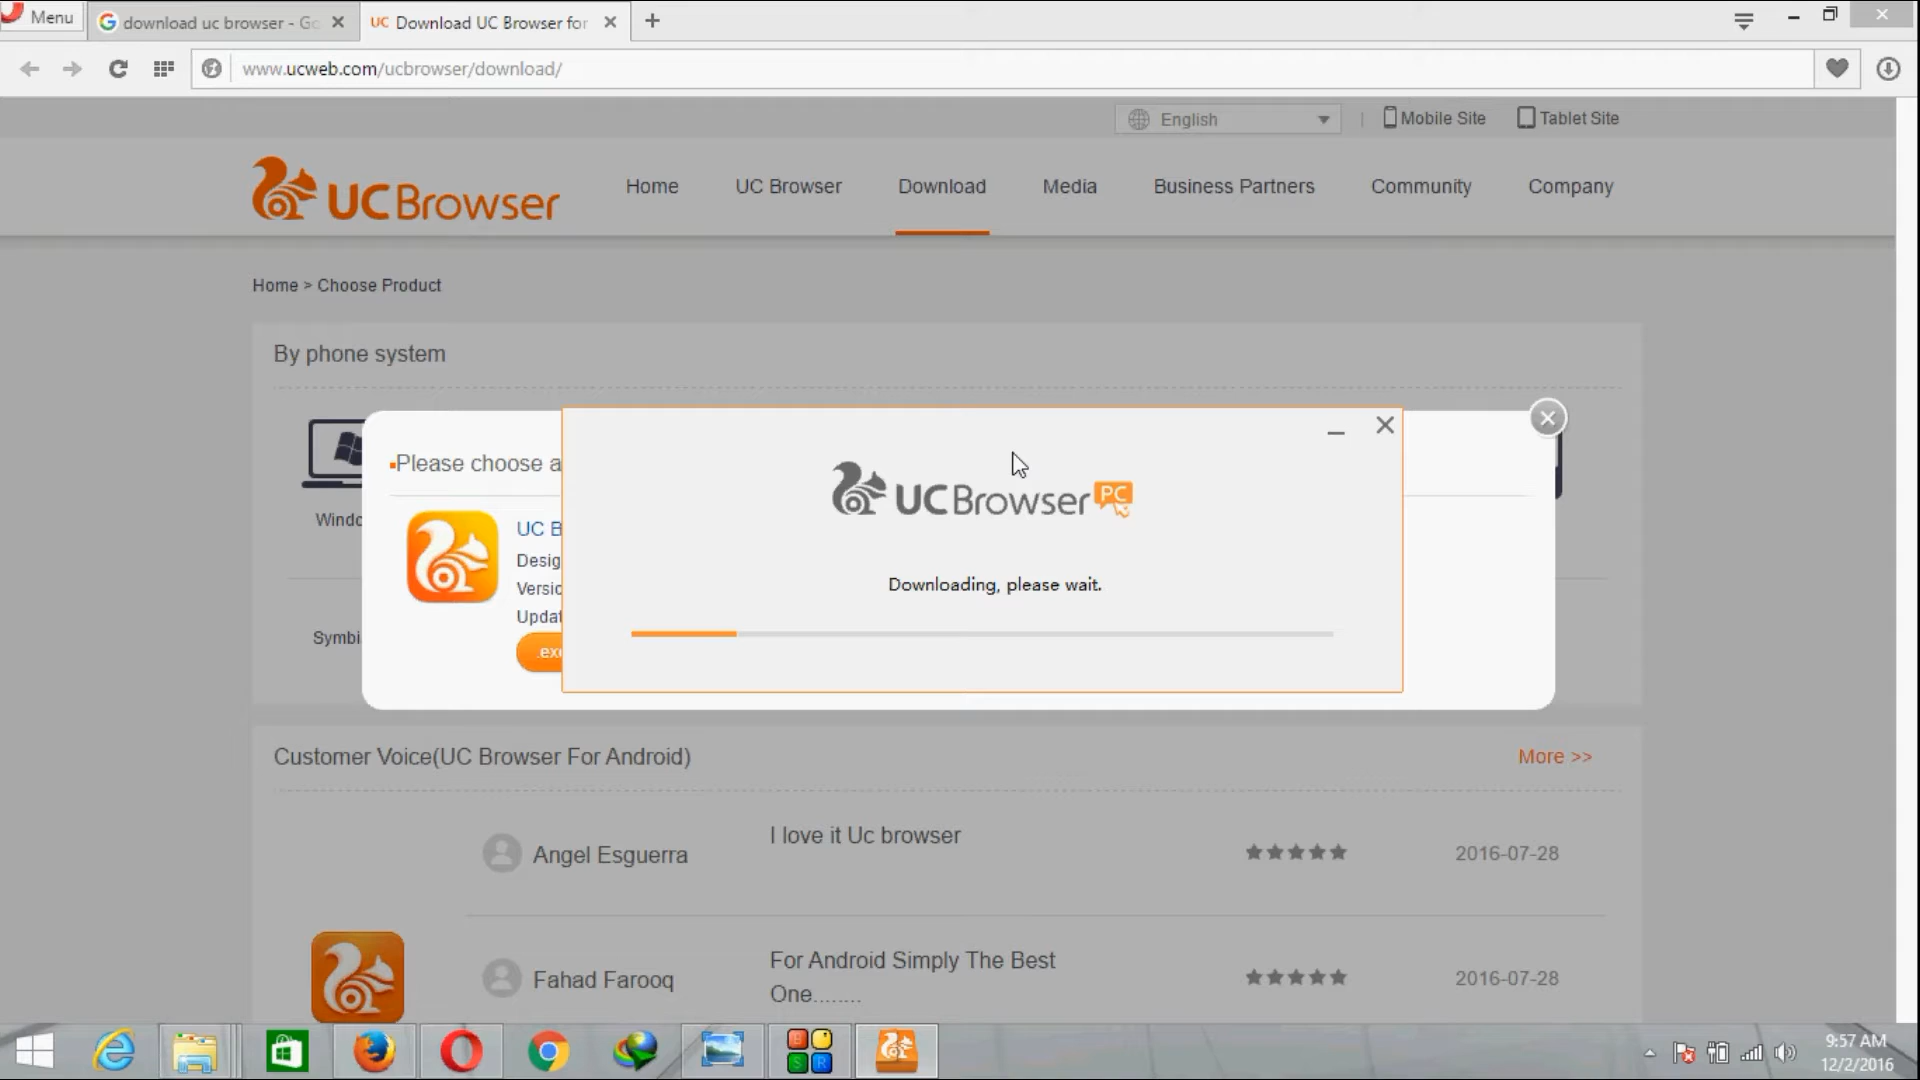 Menu
download uc browser - Go
UC Download UC Browser for
www.ucweb.com/ucbrowser/download/
English
Mobile Site
Tablet Site
UC Browser
Home
UC Browser
Download
Media
Business Partners
Community
Company
Home > Choose Product
By phone system
Please choose a
UC Browser PC
Windo
UC B
Desig
Versio
Updat
Downloading, please wait.
Symbi
.exe
Customer Voice(UC Browser For Android)
More >>
Angel Esguerra
I love it Uc browser
2016-07-28
Fahad Farooq
For Android Simply The Best
One........
2016-07-28
9:57 AM
12/2/2016